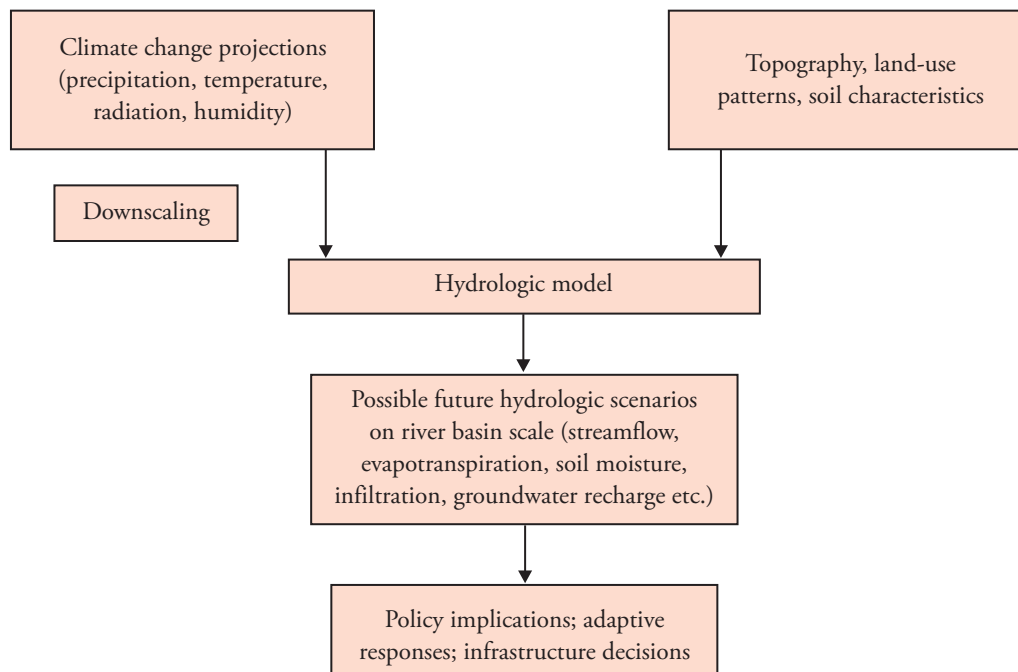 Climate change projections
(precipitation, temperature,
radiation, humidity)
Topography, land-use
patterns, soil characteristics
Downscaling
Hydrologic model
Possible future hydrologic scenarios
on river basin scale (streamflow,
evapotranspiration, soil moisture,
infiltration, groundwater recharge etc.)
Policy implications; adaptive
responses; infrastructure decisions